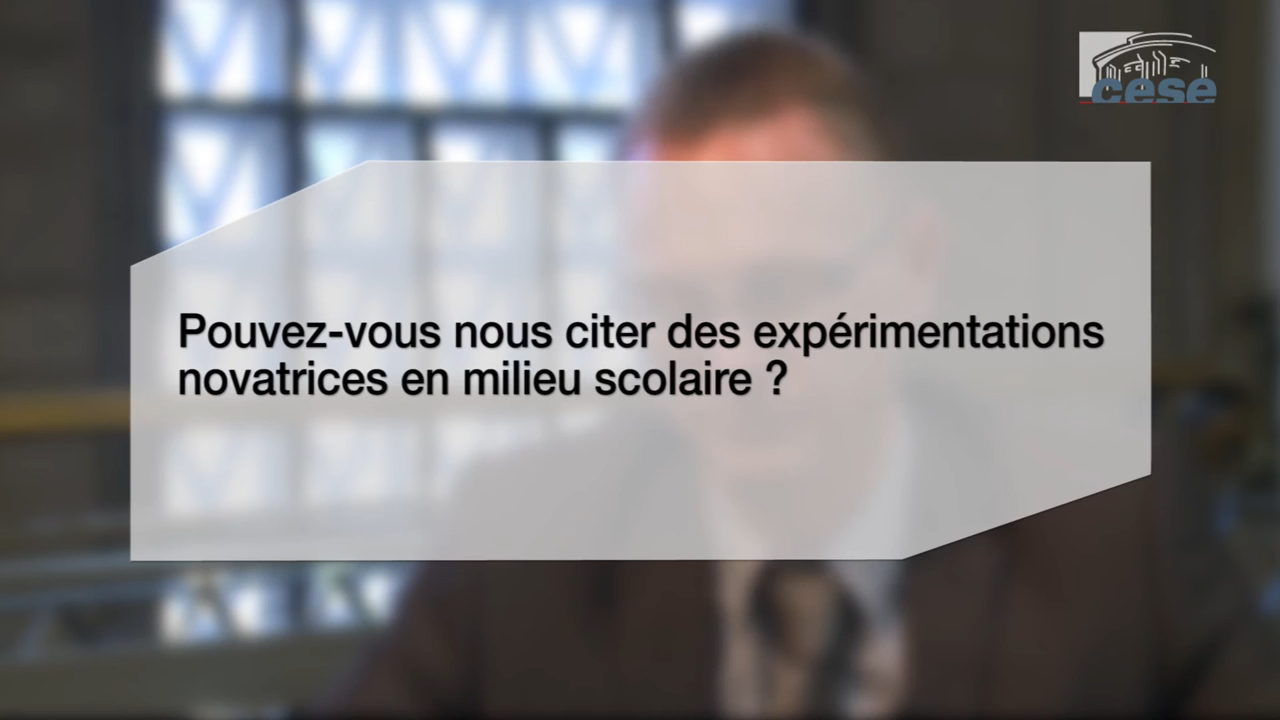 cese
Pouvez-vous nous citer des expérimentations
novatrices en milieu scolaire ?